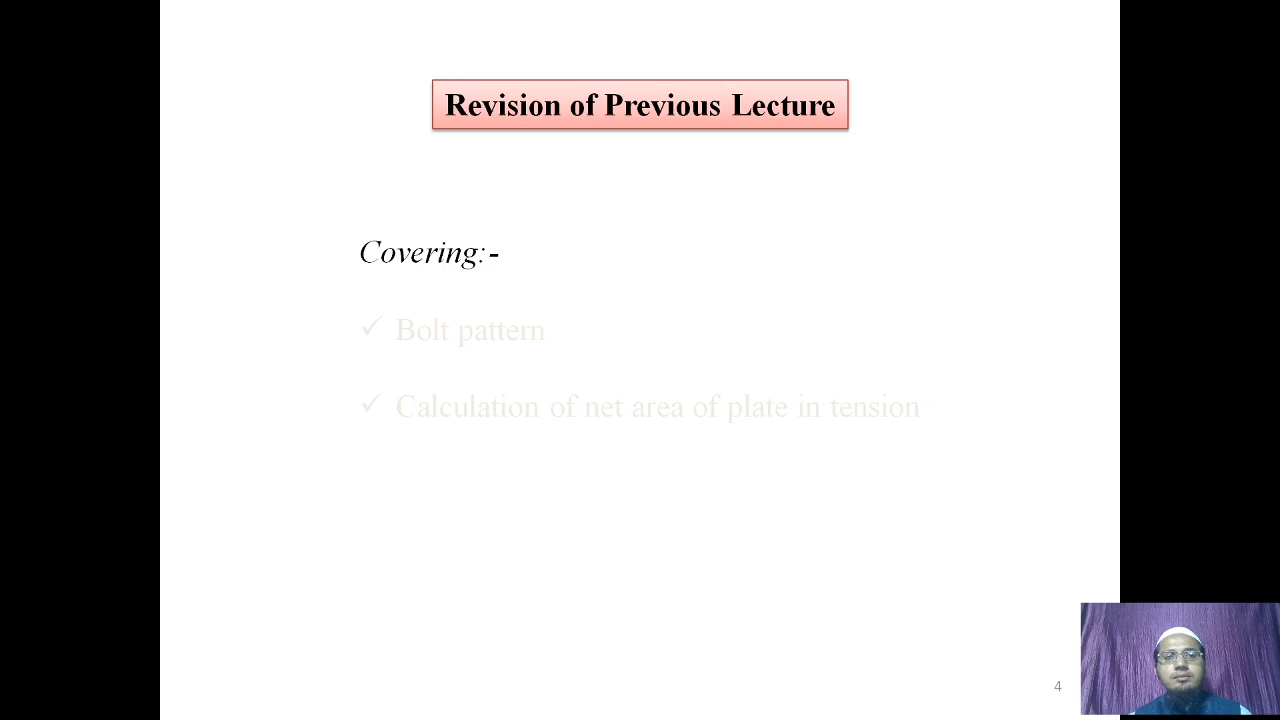 Revision of Previous Lecture
Covering:-
✓ Bolt pattern
✓ Calculation of net area of plate in tension
4